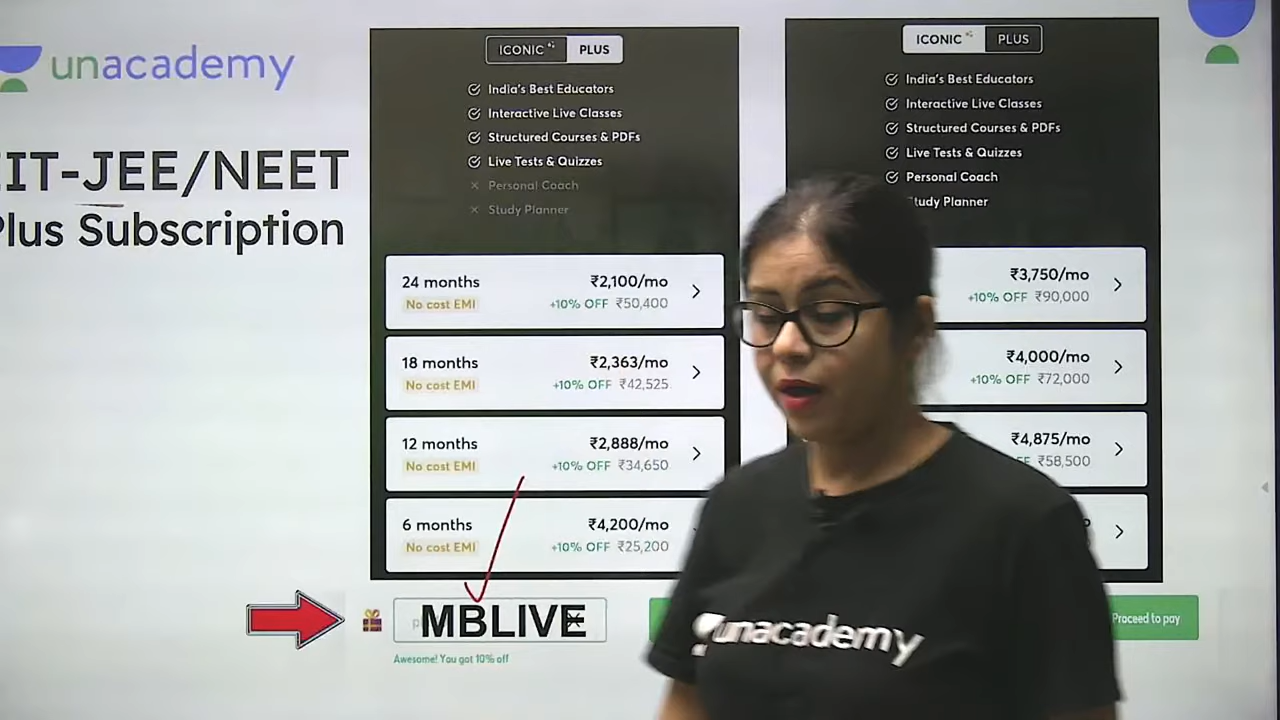 unacademy
IIT-JEE/NEET
Plus Subscription
ICONIC PLUS
India's Best Educators
Interactive Live Classes
Structured Courses & PDFs
Live Tests & Quizzes
Personal Coach
Study Planner
24 months ₹2,100/mo
No cost EMI +10% OFF ₹50,400
18 months ₹2,363/mo
No cost EMI +10% OFF ₹42,525
12 months ₹2,888/mo
No cost EMI +10% OFF ₹34,650
6 months ₹4,200/mo
No cost EMI +10% OFF ₹25,200
MBLIVE
Awesome! You got 10% off
ICONIC PLUS
India's Best Educators
Interactive Live Classes
Structured Courses & PDFs
Live Tests & Quizzes
Personal Coach
Study Planner
₹3,750/mo
+10% OFF ₹90,000
₹4,000/mo
+10% OFF ₹72,000
₹4,875/mo
₹58,500
Proceed to pay
unacademy